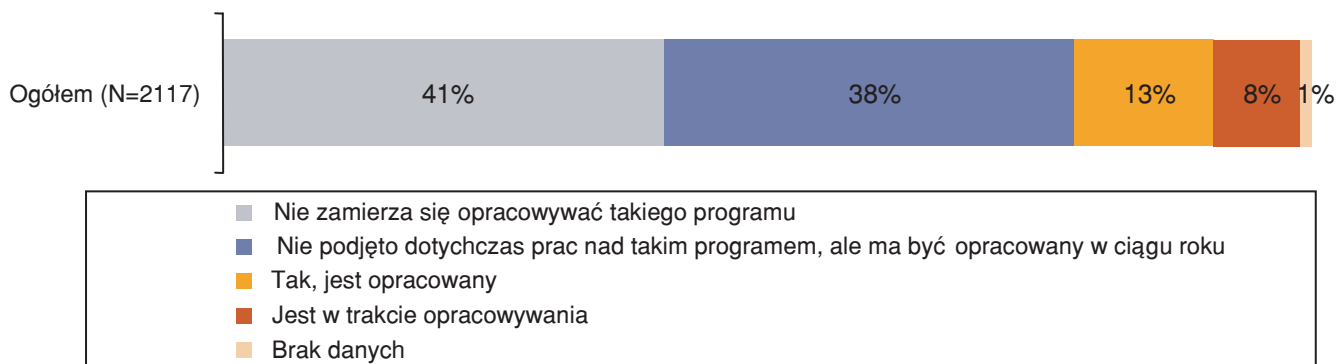 Ogółem (N=2117) 41% 38% 13% 8% 1%
Nie zamierza się opracowywać takiego programu
Nie podjęto dotychczas prac nad takim programem, ale ma być opracowany w ciągu roku
Tak, jest opracowany
Jest w trakcie opracowywania
Brak danych